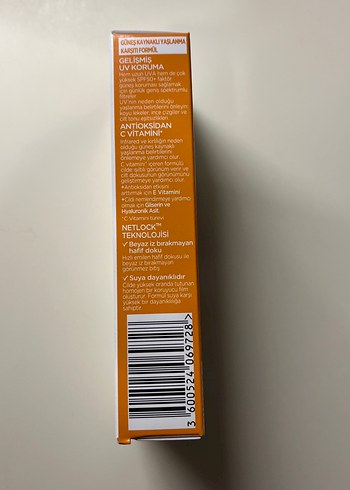 GÜNEŞ KAYNAKLI YAŞLANMA
KARŞITI FORMÜL
GELİŞMİŞ
UV KORUMA
Hem uzun UVA hem de çok
yüksek SPF50+ faktör
güneş koruması sağlamak
için günlük geniş spektrumlu
filtreler.
UV'nin neden olduğu
yaşlanma belirtilerini önleyin:
koyu lekeler, ince çizgiler ve
cilt tonu eşitsizlikleri.
ANTİOKSİDAN
C VİTAMİNİ*
Infrared ve kirliliğin neden
olduğu güneş kaynaklı
yaşlanma belirtilerini
önlemeye yardımcı olur.
C vitamini* içeren formülü
cilde ışıltılı görünüm verir ve
cilt dokusunun görünümünü
iyileştirmeye yardımcı olur.
+Antioksidan etkisini
arttırmak için E Vitamini
+Cildi nemlendirmeye yardımcı
olmak için Gliserin ve
Hyaluronik Asit.
*C Vitamini türevi
NETLOCK™
TEKNOLOJİSİ
✓ Beyaz iz bırakmayan
hafif doku
Hızlı emilen hafif dokusu ile
beyaz iz bırakmayan
görünmez bitiş.
✓ Suya dayanıklıdır
Cilde yüksek oranda tutunan
homojen bir koruyucu film
oluşturur. Formül suya karşı
yüksek bir dayanıklılığa
sahiptir.
3 600524 069728 >